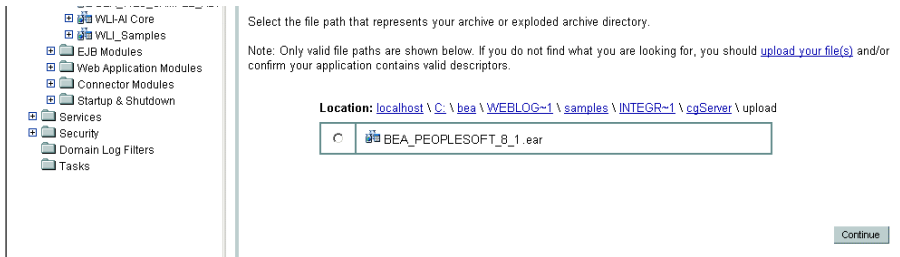 WLI-AI Core
WLI_Samples
EJB Modules
Web Application Modules
Connector Modules
Startup & Shutdown
Services
Security
Domain Log Filters
Tasks
Select the file path that represents your archive or exploded archive directory.
Note: Only valid file paths are shown below. If you do not find what you are looking for, you should upload your file(s) and/or
confirm your application contains valid descriptors.
Location: localhost \ C: \ bea \ WEBLOG~1 \ samples \ INTEGR~1 \ cgServer \ upload
BEA_PEOPLESOFT_8_1.ear
Continue